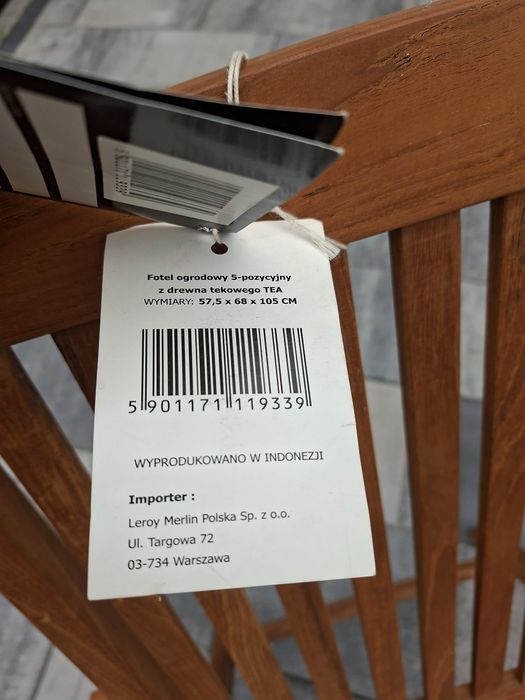 Fotel ogrodowy 5-pozycyjny
z drewna tekowego TEA
WYMIARY: 57,5 x 68 x 105 CM
5 901171 119339
WYPRODUKOWANO W INDONEZJI
Importer :
Leroy Merlin Polska Sp. z o.o.
Ul. Targowa 72
03-734 Warszawa